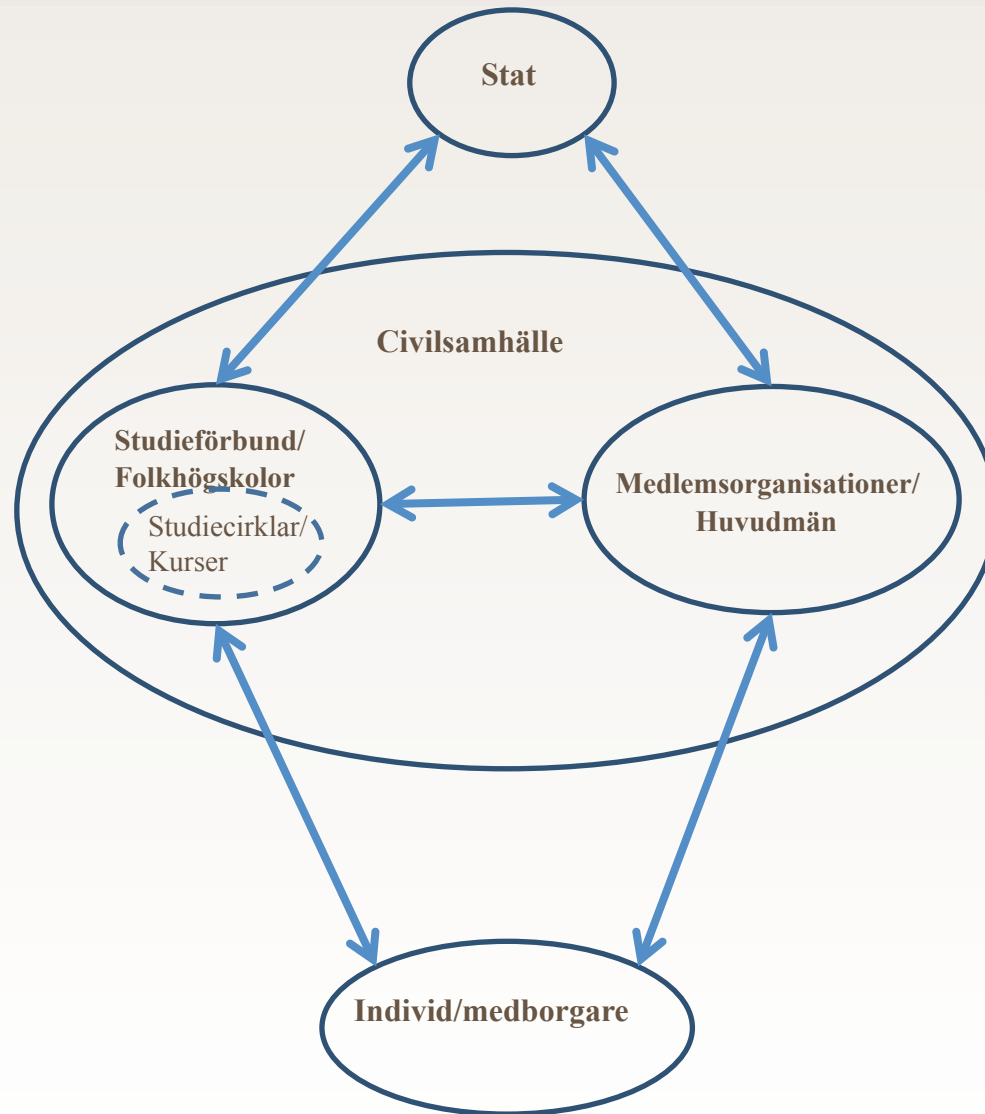 Stat
Civilsamhälle
Studieförbund/
Folkhögskolor
Studiecirklar/
Kurser
Medlemsorganisationer/
Huvudmän
Individ/medborgare